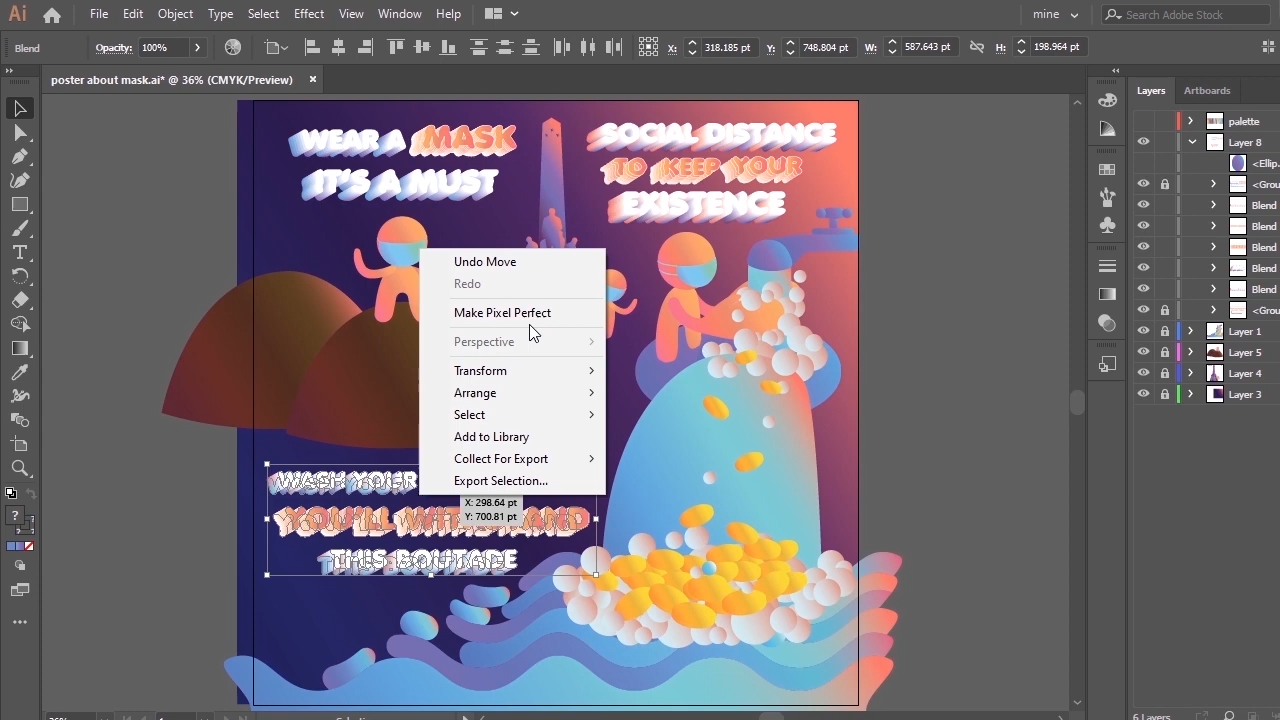 Ai File Edit Object Type Select Effect View Window Help mine Search Adobe Stock
Blend Opacity: 100% X: 318.185 pt Y: 748.804 pt W: 587.643 pt H: 198.964 pt
poster about mask.ai* @ 36% (CMYK/Preview) ×
Layers Artboards
palette
Layer 8
<Ellip...
<Grou
Blend
Blend
Blend
Blend
Blend
<Grou
Layer 1
Layer 5
Layer 4
Layer 3
WEAR A MASK
IT'S A MUST
SOCIAL DISTANCE
TO KEEP YOUR
EXISTENCE
Undo Move
Redo
Make Pixel Perfect
Perspective
Transform
Arrange
Select
Add to Library
Collect For Export
Export Selection...
X: 298.64 pt
Y: 700.81 pt
WASH YOUR
YOU'LL WITHSTAND
THIS BOUTADE
6 Layers